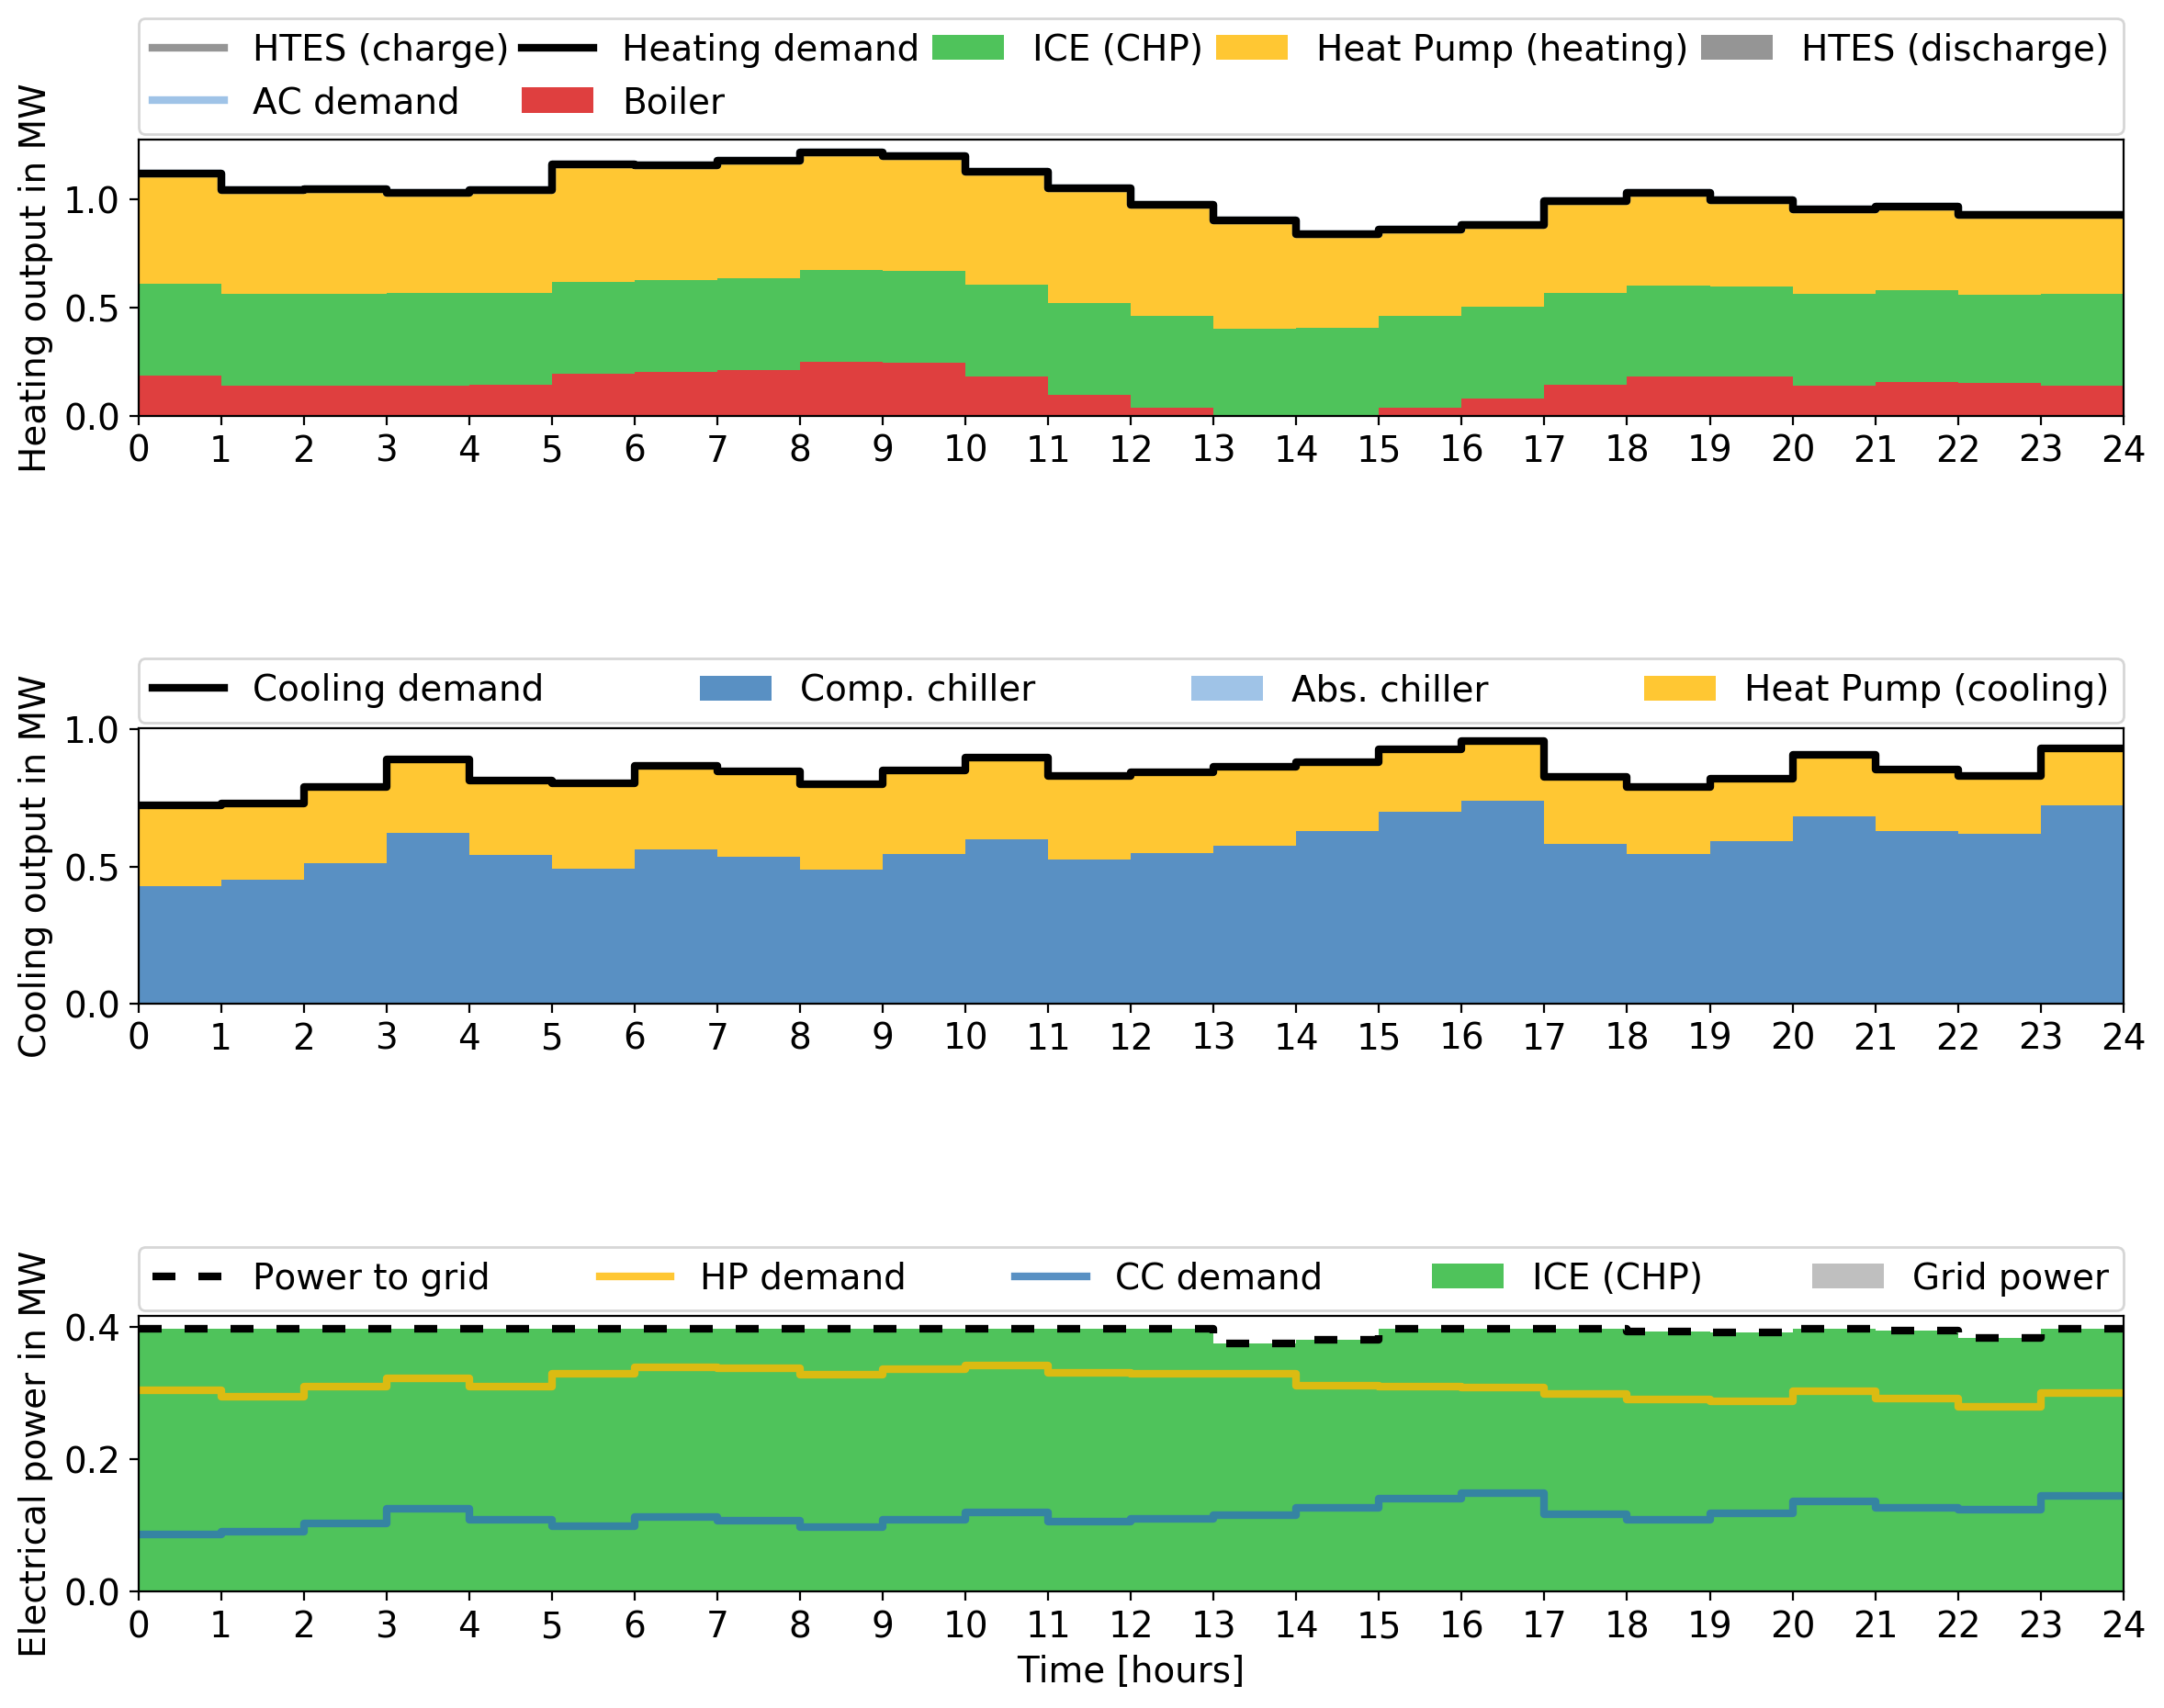 HTES (charge) Heating demand ICE (CHP) Heat Pump (heating) HTES (discharge)
AC demand Boiler
Heating output in MW
1.0
0.5
0.0
0 1 2 3 4 5 6 7 8 9 10 11 12 13 14 15 16 17 18 19 20 21 22 23 24
Cooling demand Comp. chiller Abs. chiller Heat Pump (cooling)
Cooling output in MW
1.0
0.5
0.0
0 1 2 3 4 5 6 7 8 9 10 11 12 13 14 15 16 17 18 19 20 21 22 23 24
Power to grid HP demand CC demand ICE (CHP) Grid power
Electrical power in MW
0.4
0.2
0.0
0 1 2 3 4 5 6 7 8 9 10 11 12 13 14 15 16 17 18 19 20 21 22 23 24
Time [hours]